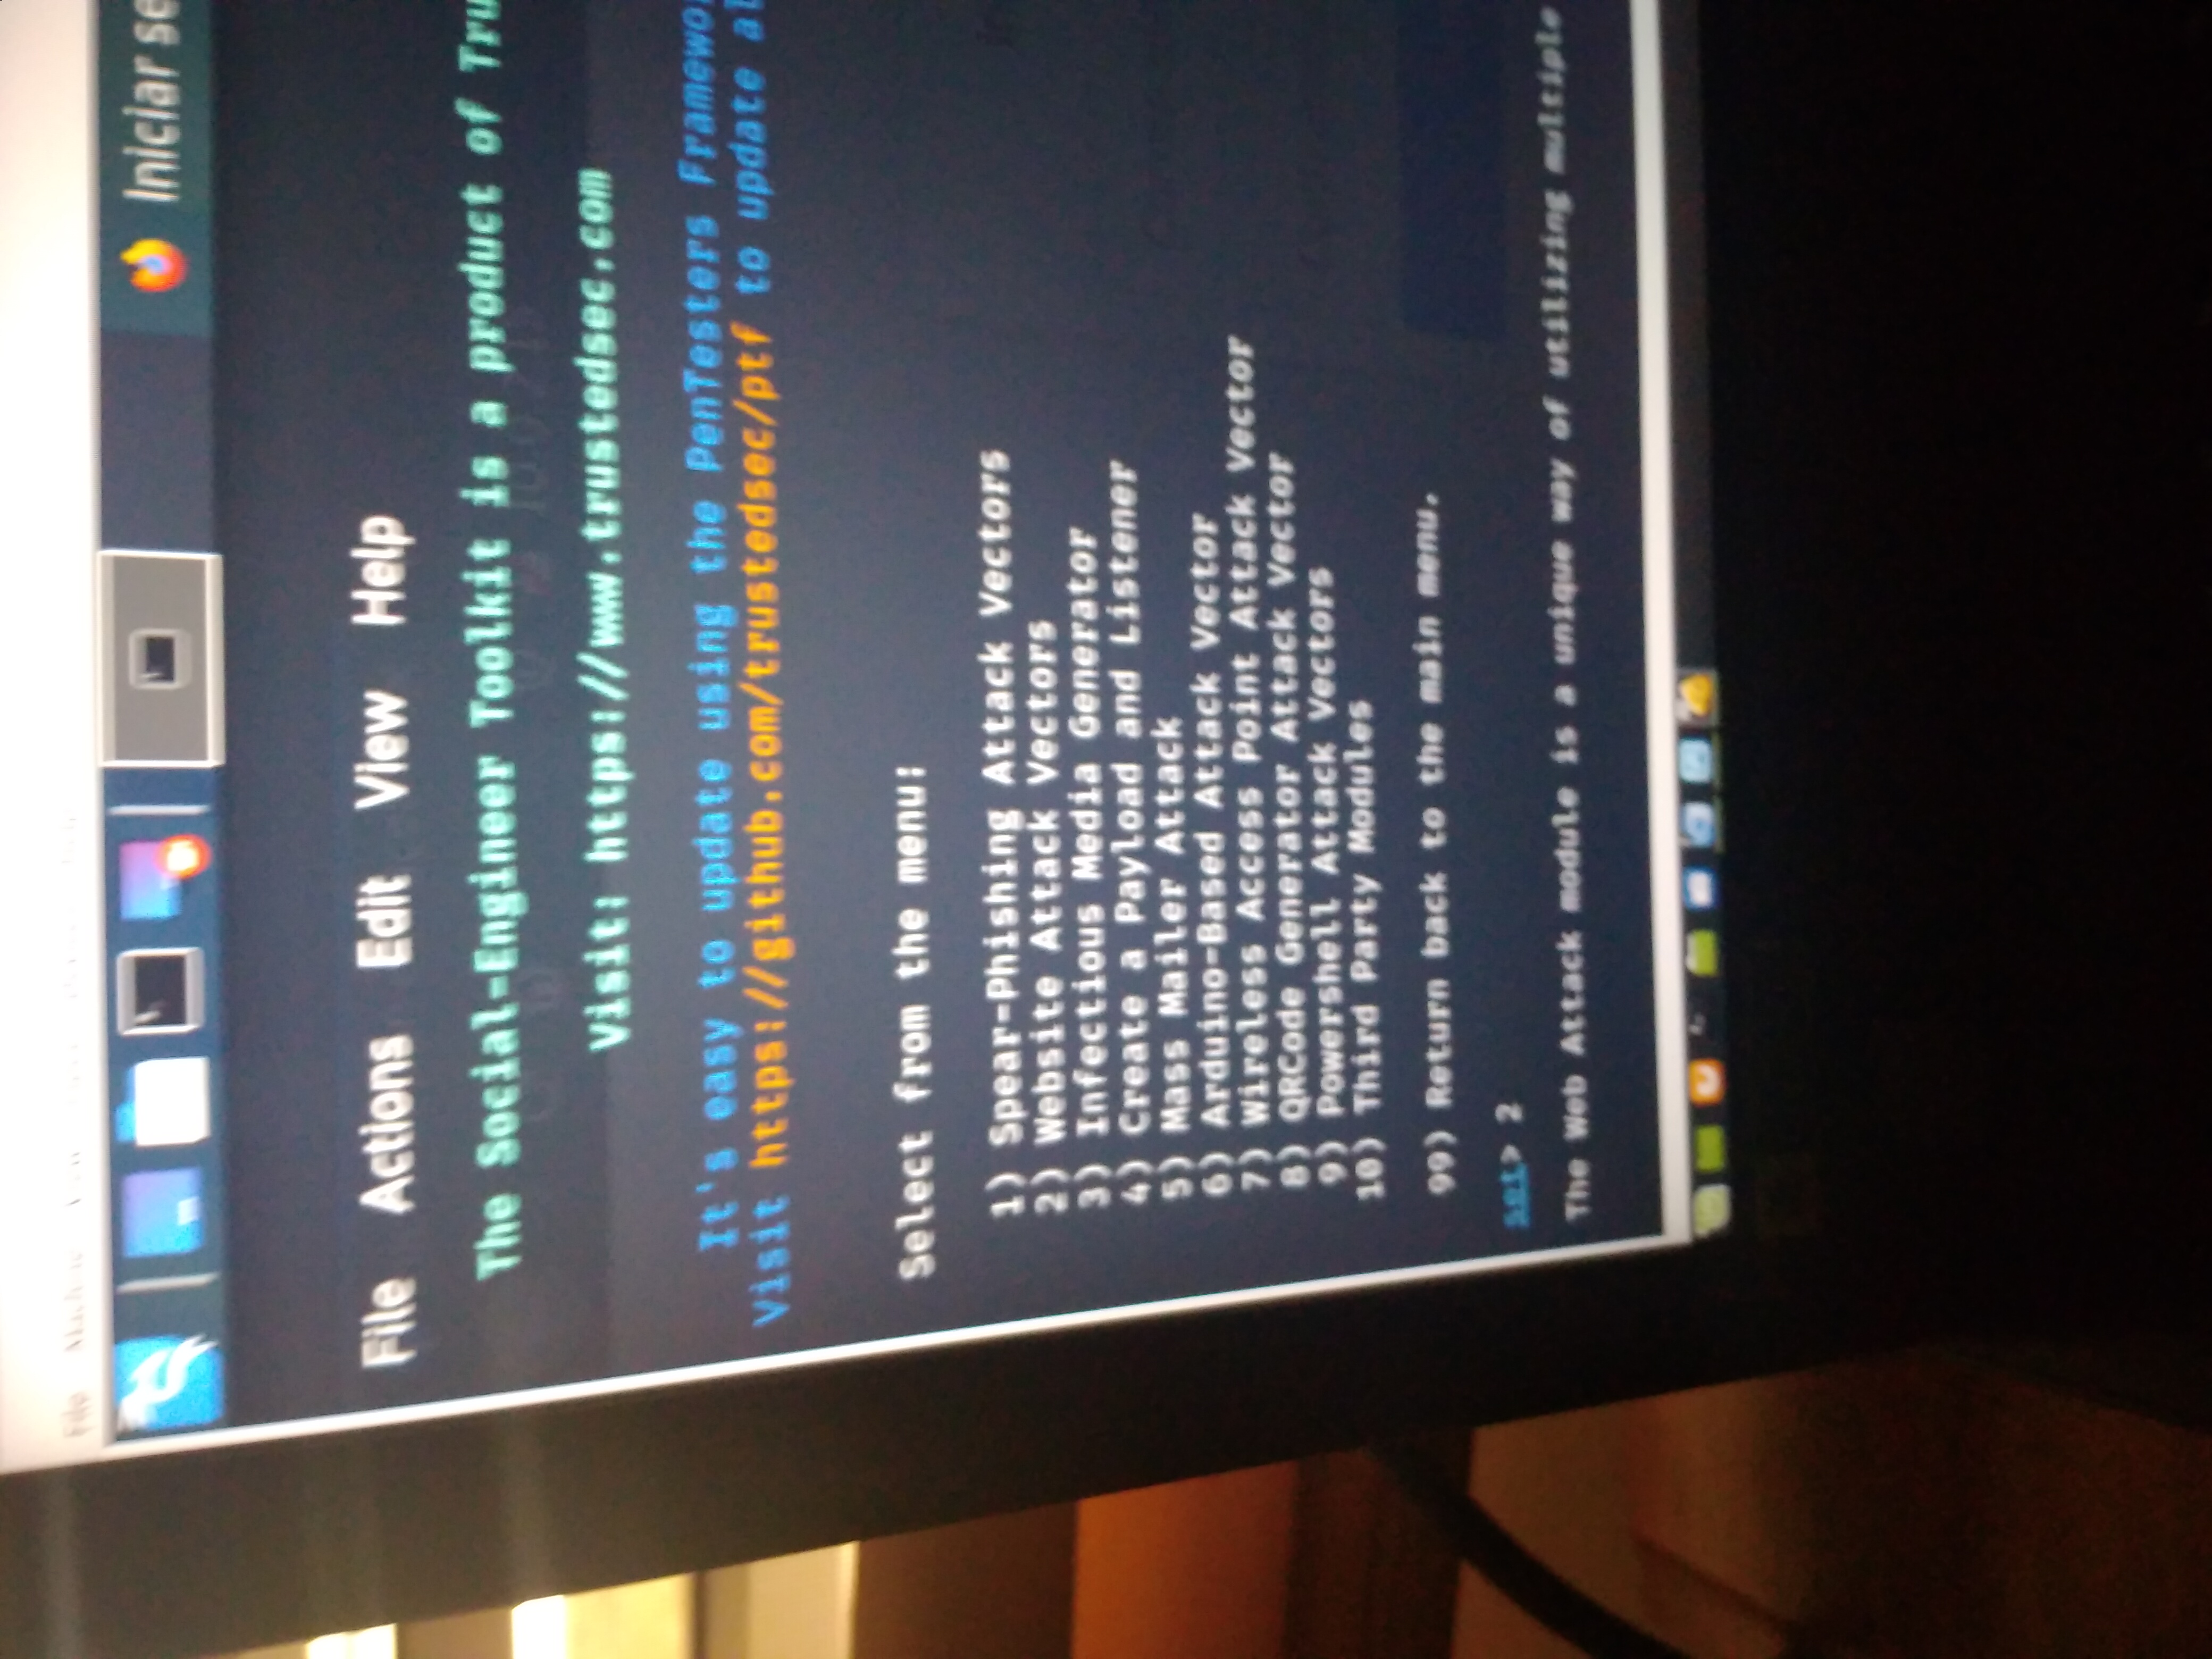 File Machine View
Iniciar se
File Actions Edit View Help
The Social-Engineer Toolkit is a product of Tru
Visit: https://www.trustedsec.com
It's easy to update using the PenTesters Framewor
Visit https://github.com/trustedsec/ptf to update al
Select from the menu:
1) Spear-Phishing Attack Vectors
2) Website Attack Vectors
3) Infectious Media Generator
4) Create a Payload and Listener
5) Mass Mailer Attack
6) Arduino-Based Attack Vector
7) Wireless Access Point Attack Vector
8) QRCode Generator Attack Vector
9) Powershell Attack Vectors
10) Third Party Modules
99) Return back to the main menu.
set> 2
The Web Attack module is a unique way of utilizing multiple